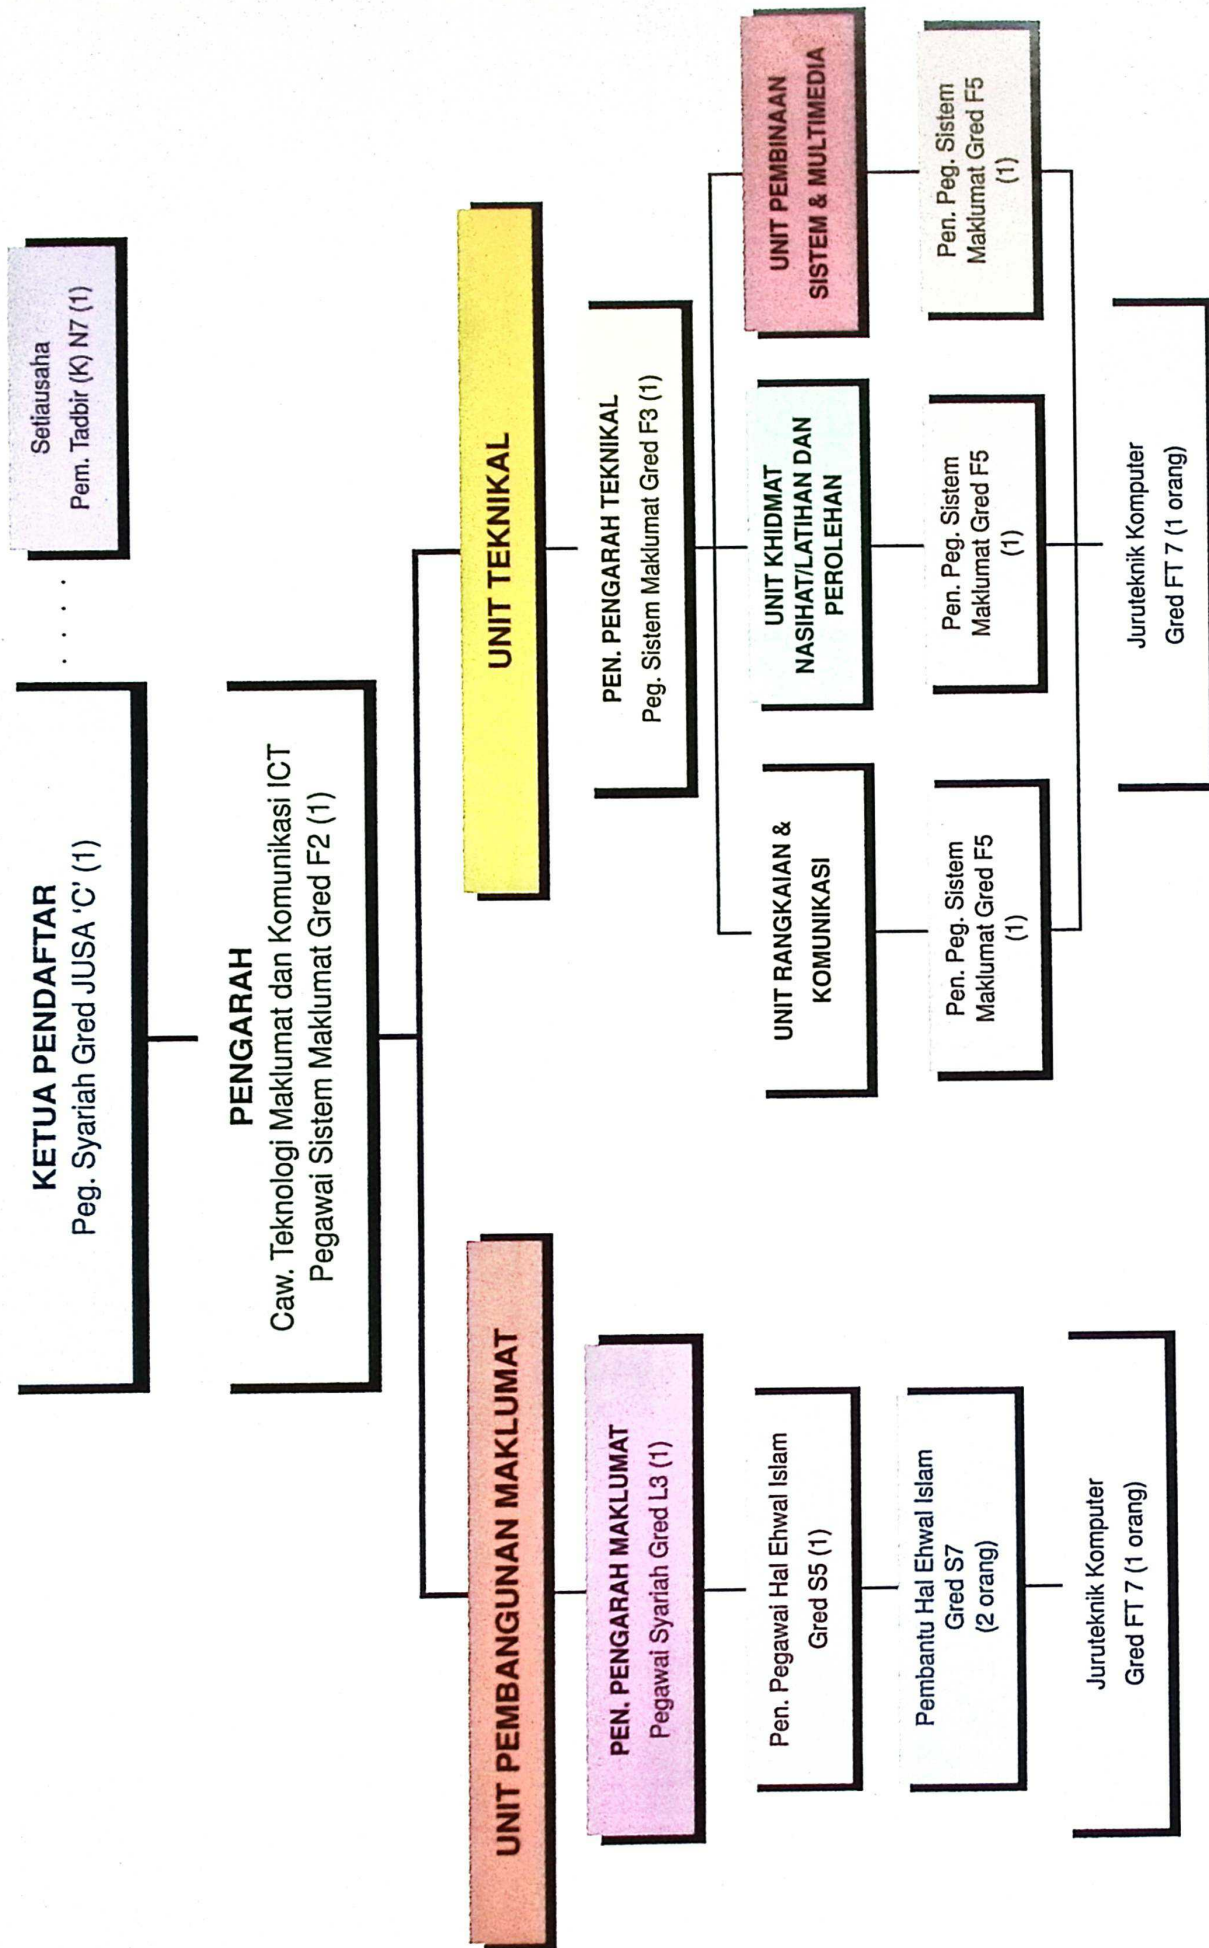 KETUA PENDAFTAR
Peg. Syariah Gred JUSA 'C' (1)
. . . .
Setiausaha
Pem. Tadbir (K) N7 (1)
PENGARAH
Caw. Teknologi Maklumat dan Komunikasi ICT
Pegawai Sistem Maklumat Gred F2 (1)
UNIT PEMBANGUNAN MAKLUMAT
PEN. PENGARAH MAKLUMAT
Pegawai Syariah Gred L3 (1)
Pen. Pegawai Hal Ehwal Islam
Gred S5 (1)
Pembantu Hal Ehwal Islam
Gred S7
(2 orang)
Juruteknik Komputer
Gred FT 7 (1 orang)
UNIT TEKNIKAL
PEN. PENGARAH TEKNIKAL
Peg. Sistem Maklumat Gred F3 (1)
UNIT RANGKAIAN &
KOMUNIKASI
Pen. Peg. Sistem
Maklumat Gred F5
(1)
UNIT KHIDMAT
NASIHAT/LATIHAN DAN
PEROLEHAN
Pen. Peg. Sistem
Maklumat Gred F5
(1)
UNIT PEMBINAAN
SISTEM & MULTIMEDIA
Pen. Peg. Sistem
Maklumat Gred F5
(1)
Juruteknik Komputer
Gred FT 7 (1 orang)